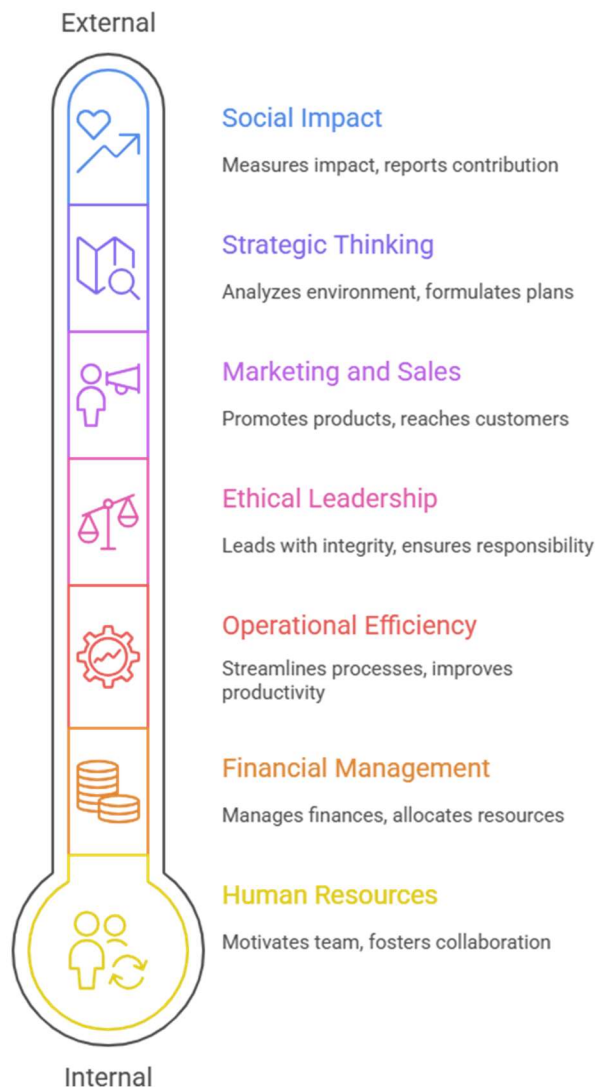 External
Social Impact
Measures impact, reports contribution
Strategic Thinking
Analyzes environment, formulates plans
Marketing and Sales
Promotes products, reaches customers
Ethical Leadership
Leads with integrity, ensures responsibility
Operational Efficiency
Streamlines processes, improves
productivity
Financial Management
Manages finances, allocates resources
Human Resources
Motivates team, fosters collaboration
Internal